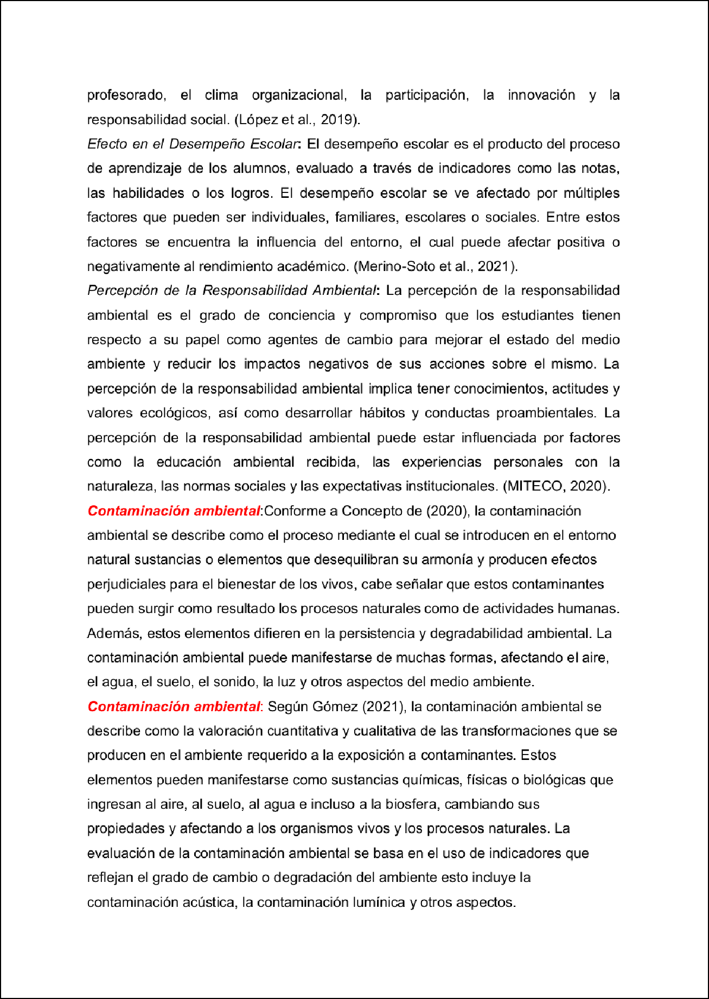 profesorado, el clima organizacional, la participación, la innovación y la
responsabilidad social. (López et al., 2019).
Efecto en el Desempeño Escolar: El desempeño escolar es el producto del proceso
de aprendizaje de los alumnos, evaluado a través de indicadores como las notas,
las habilidades o los logros. El desempeño escolar se ve afectado por múltiples
factores que pueden ser individuales, familiares, escolares o sociales. Entre estos
factores se encuentra la influencia del entorno, el cual puede afectar positiva o
negativamente al rendimiento académico. (Merino-Soto et al., 2021).
Percepción de la Responsabilidad Ambiental: La percepción de la responsabilidad
ambiental es el grado de conciencia y compromiso que los estudiantes tienen
respecto a su papel como agentes de cambio para mejorar el estado del medio
ambiente y reducir los impactos negativos de sus acciones sobre el mismo. La
percepción de la responsabilidad ambiental implica tener conocimientos, actitudes y
valores ecológicos, así como desarrollar hábitos y conductas proambientales. La
percepción de la responsabilidad ambiental puede estar influenciada por factores
como la educación ambiental recibida, las experiencias personales con la
naturaleza, las normas sociales y las expectativas institucionales. (MITECO, 2020).
Contaminación ambiental:Conforme a Concepto de (2020), la contaminación
ambiental se describe como el proceso mediante el cual se introducen en el entorno
natural sustancias o elementos que desequilibran su armonía y producen efectos
perjudiciales para el bienestar de los vivos, cabe señalar que estos contaminantes
pueden surgir como resultado los procesos naturales como de actividades humanas.
Además, estos elementos difieren en la persistencia y degradabilidad ambiental. La
contaminación ambiental puede manifestarse de muchas formas, afectando el aire,
el agua, el suelo, el sonido, la luz y otros aspectos del medio ambiente.
Contaminación ambiental: Según Gómez (2021), la contaminación ambiental se
describe como la valoración cuantitativa y cualitativa de las transformaciones que se
producen en el ambiente requerido a la exposición a contaminantes. Estos
elementos pueden manifestarse como sustancias químicas, físicas o biológicas que
ingresan al aire, al suelo, al agua e incluso a la biosfera, cambiando sus
propiedades y afectando a los organismos vivos y los procesos naturales. La
evaluación de la contaminación ambiental se basa en el uso de indicadores que
reflejan el grado de cambio o degradación del ambiente esto incluye la
contaminación acústica, la contaminación lumínica y otros aspectos.